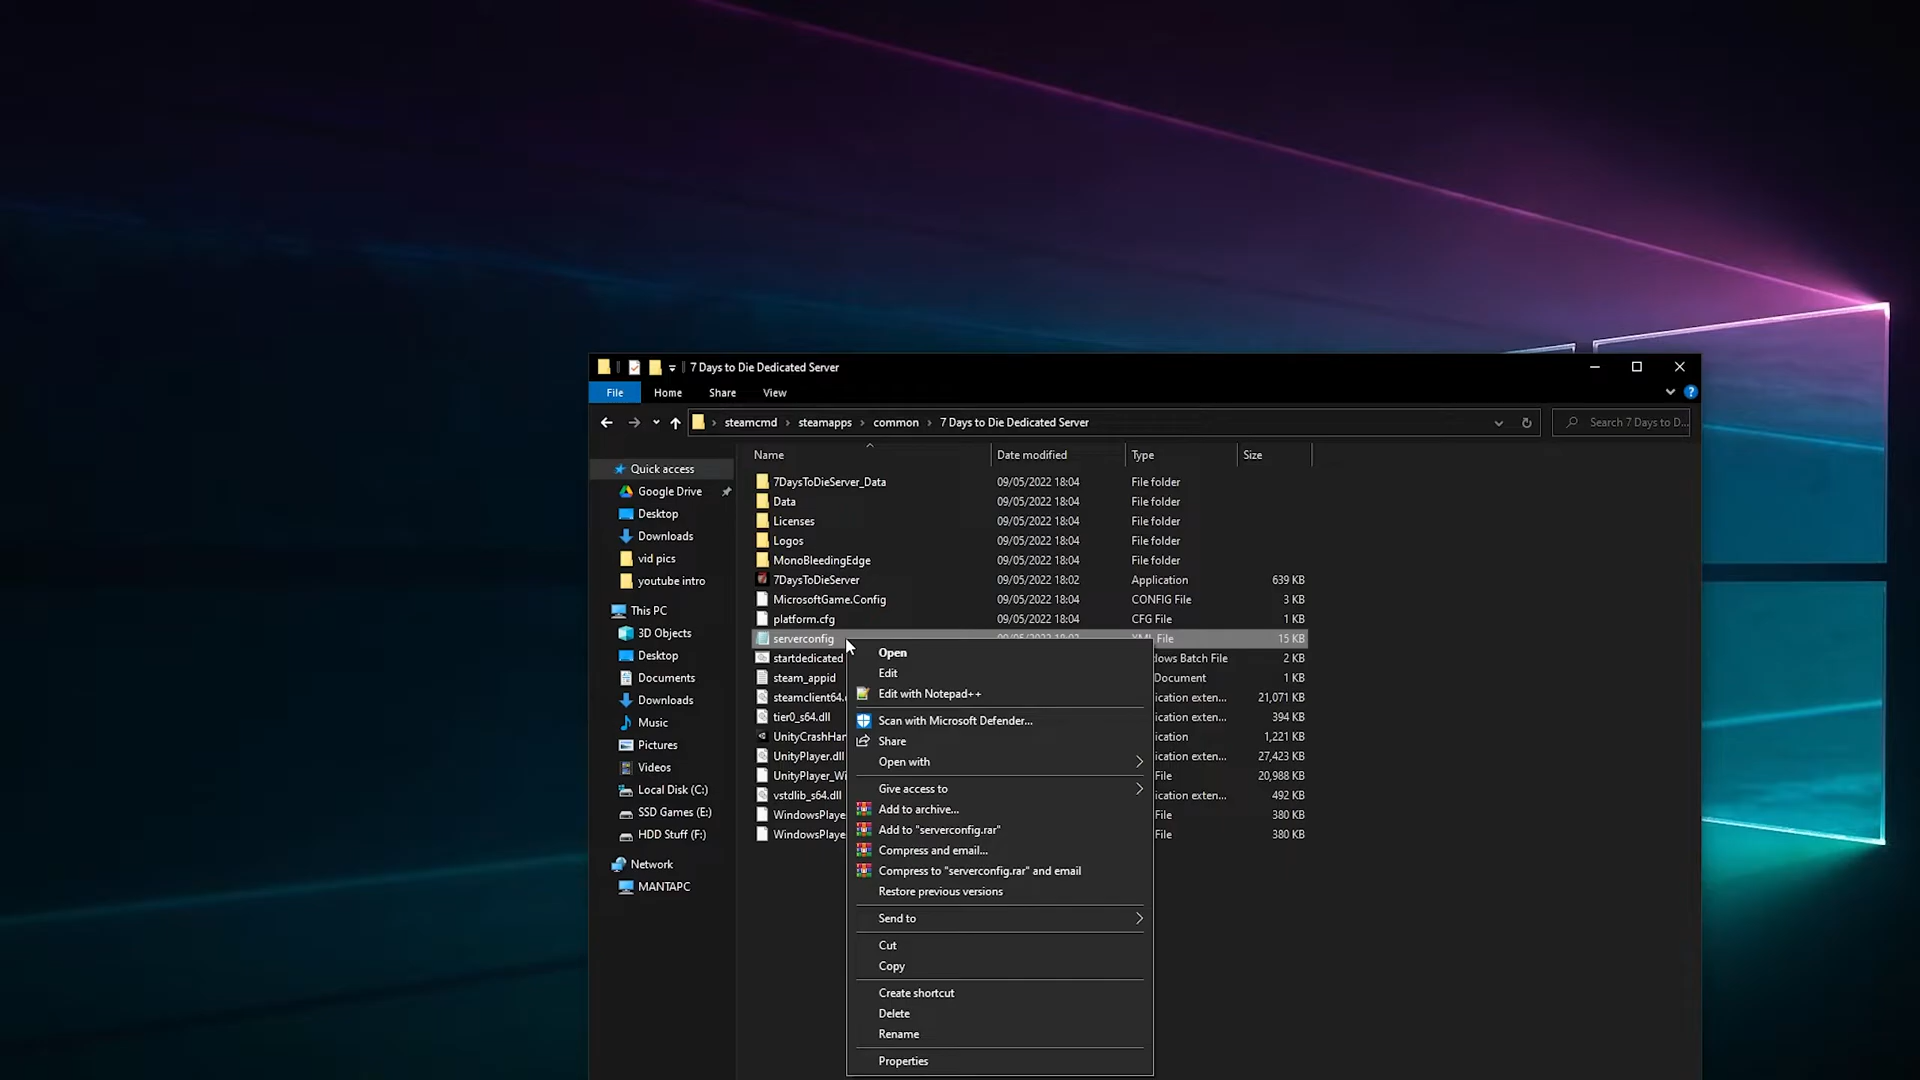 7 Days to Die Dedicated Server
File Home Share View
steamcmd steamapps common 7 Days to Die Dedicated Server
Search 7 Days to D...
Name Date modified Type Size
Quick access
Google Drive
Desktop
Downloads
vid pics
youtube intro
This PC
3D Objects
Desktop
Documents
Downloads
Music
Pictures
Videos
Local Disk (C:)
SSD Games (E:)
HDD Stuff (F:)
Network
MANTAPC
7DaysToDieServer_Data 09/05/2022 18:04 File folder
Data 09/05/2022 18:04 File folder
Licenses 09/05/2022 18:04 File folder
Logos 09/05/2022 18:04 File folder
MonoBleedingEdge 09/05/2022 18:04 File folder
7DaysToDieServer 09/05/2022 18:02 Application 639 KB
MicrosoftGame.Config 09/05/2022 18:04 CONFIG File 3 KB
platform.cfg 09/05/2022 18:04 CFG File 1 KB
serverconfig File 15 KB
startdedicated dows Batch File 2 KB
steam_appid Document 1 KB
steamclient64. ication exten... 21,071 KB
tier0_s64.dll ication exten... 394 KB
UnityCrashHan ication 1,221 KB
UnityPlayer.dll ication exten... 27,423 KB
UnityPlayer_Wi File 20,988 KB
vstdlib_s64.dll ication exten... 492 KB
WindowsPlaye File 380 KB
WindowsPlaye File 380 KB
Open
Edit
Edit with Notepad++
Scan with Microsoft Defender...
Share
Open with
Give access to
Add to archive...
Add to "serverconfig.rar"
Compress and email...
Compress to "serverconfig.rar" and email
Restore previous versions
Send to
Cut
Copy
Create shortcut
Delete
Rename
Properties